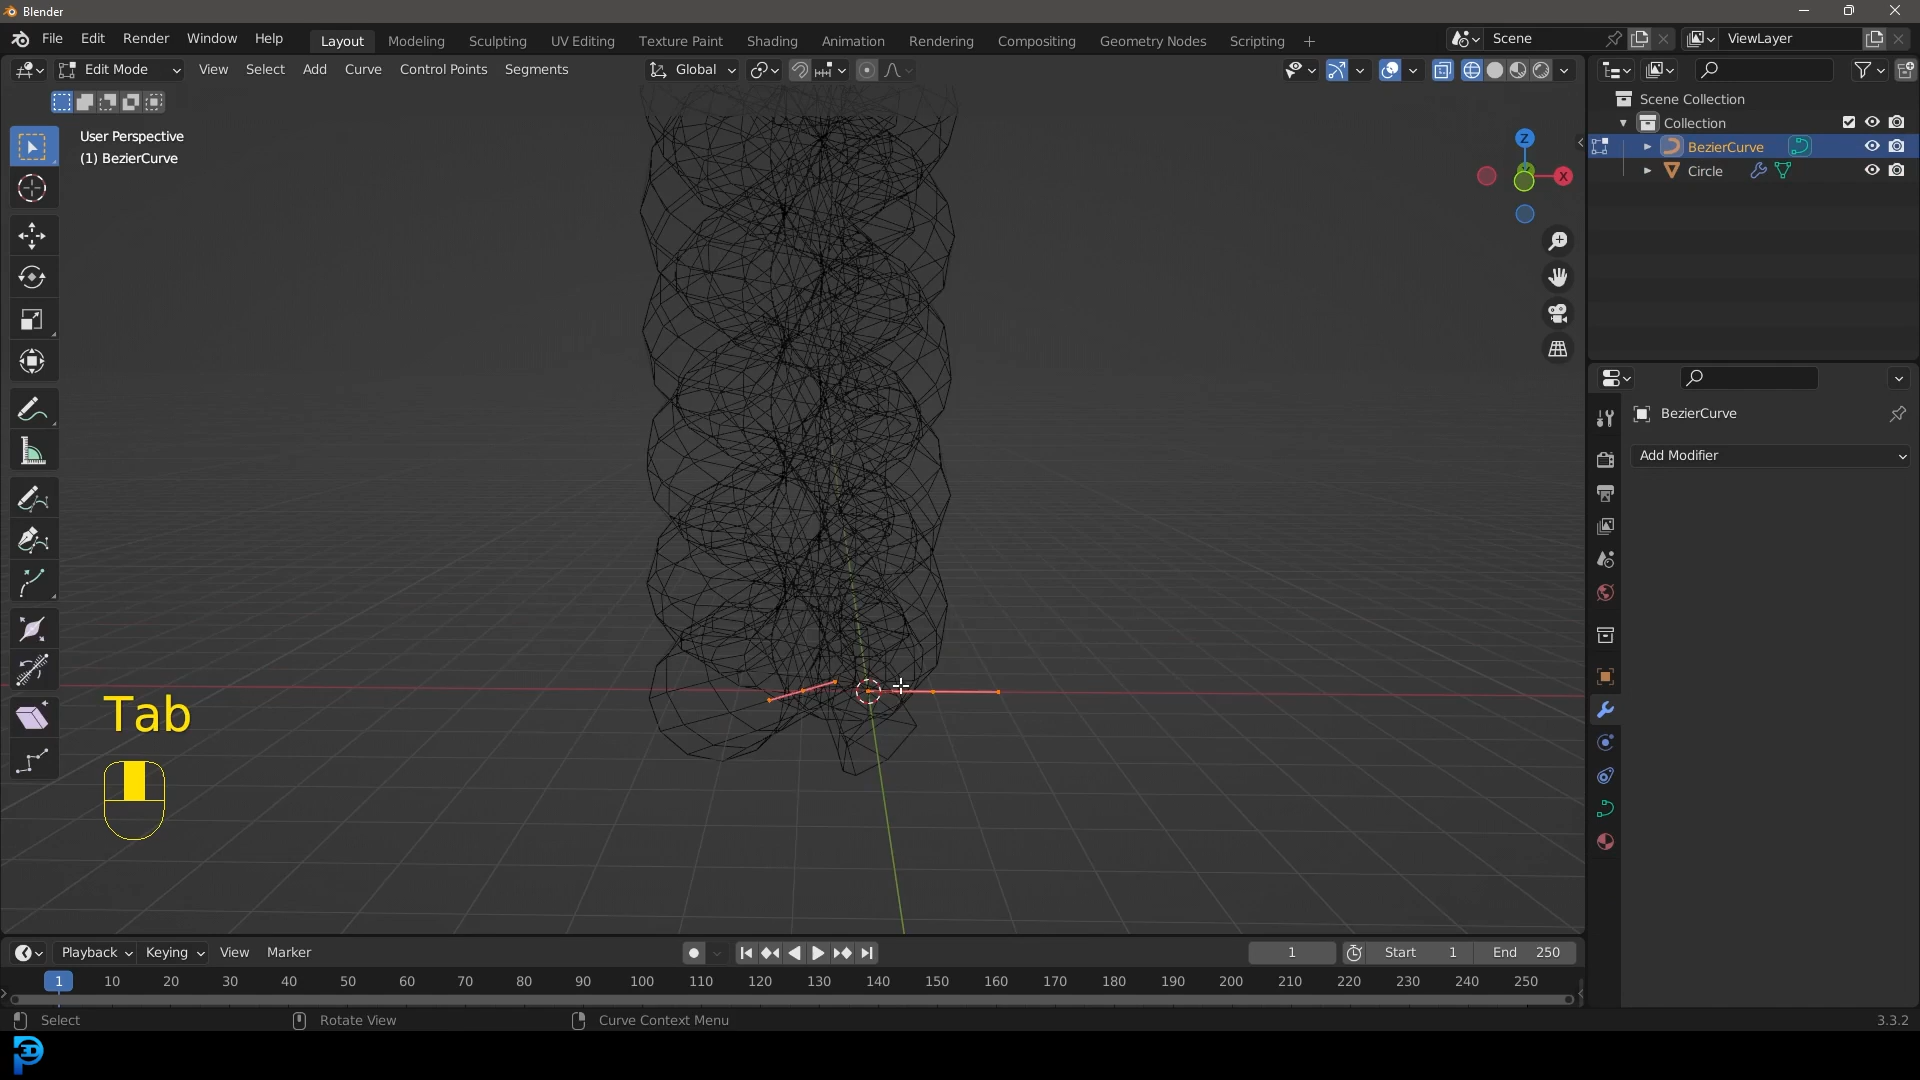 Blender
File Edit Render Window Help
Layout Modeling Sculpting UV Editing Texture Paint Shading Animation Rendering Compositing Geometry Nodes Scripting +
Scene
ViewLayer
Edit Mode View Select Add Curve Control Points Segments
Global
User Perspective
(1) BezierCurve
Z
Y
X
Scene Collection
Collection
BezierCurve
Circle
BezierCurve
Add Modifier
Tab
Playback Keying View Marker
1
Start 1
End 250
1 10 20 30 40 50 60 70 80 90 100 110 120 130 140 150 160 170 180 190 200 210 220 230 240 250
Select
Rotate View
Curve Context Menu
3.3.2
3D